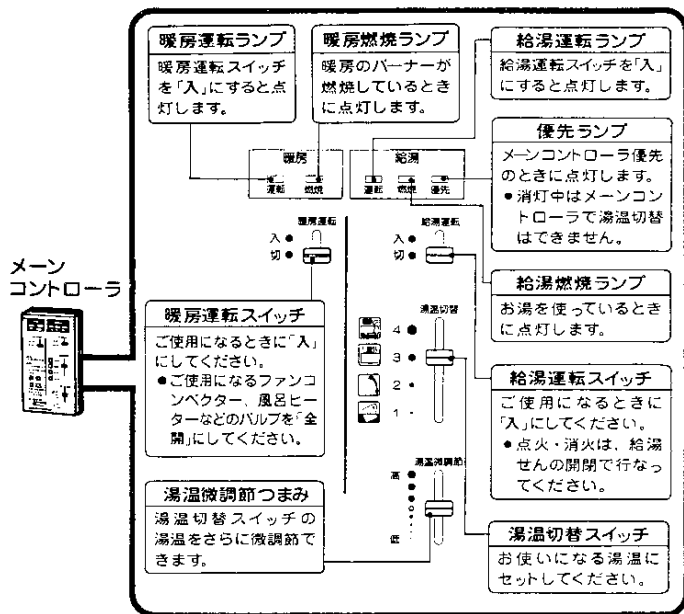 暖房運転ランプ
暖房運転スイッチ
を「入」にすると点
灯します。
暖房燃焼ランプ
暖房のバーナーが
燃焼しているとき
に点灯します。
給湯運転ランプ
給湯運転スイッチを「入」
にすると点灯します。
優先ランプ
メーンコントローラ優先
のときに点灯します。
●消灯中はメーンコン
トローラで湯温切替
はできません。
暖房
運転 燃焼
給湯
運転 燃焼 優先
暖房運転
入●
切●
給湯運転
入●
切●
メーン
コントローラ
給湯燃焼ランプ
お湯を使っているとき
に点灯します。
暖房運転スイッチ
ご使用になるときに「入」
にしてください。
●ご使用になるファンコ
ンベクター、風呂ヒー
ターなどのバルブを「全
開」にしてください。
湯温切替
4
3
2
1
給湯運転スイッチ
ご使用になるときに
「入」にしてください。
●点火・消火は、給湯
せんの開閉で行なっ
てください。
湯温微調節
高
低
湯温微調節つまみ
湯温切替スイッチの
湯温をさらに微調節で
きます。
湯温切替スイッチ
お使いになる湯温に
セットしてください。